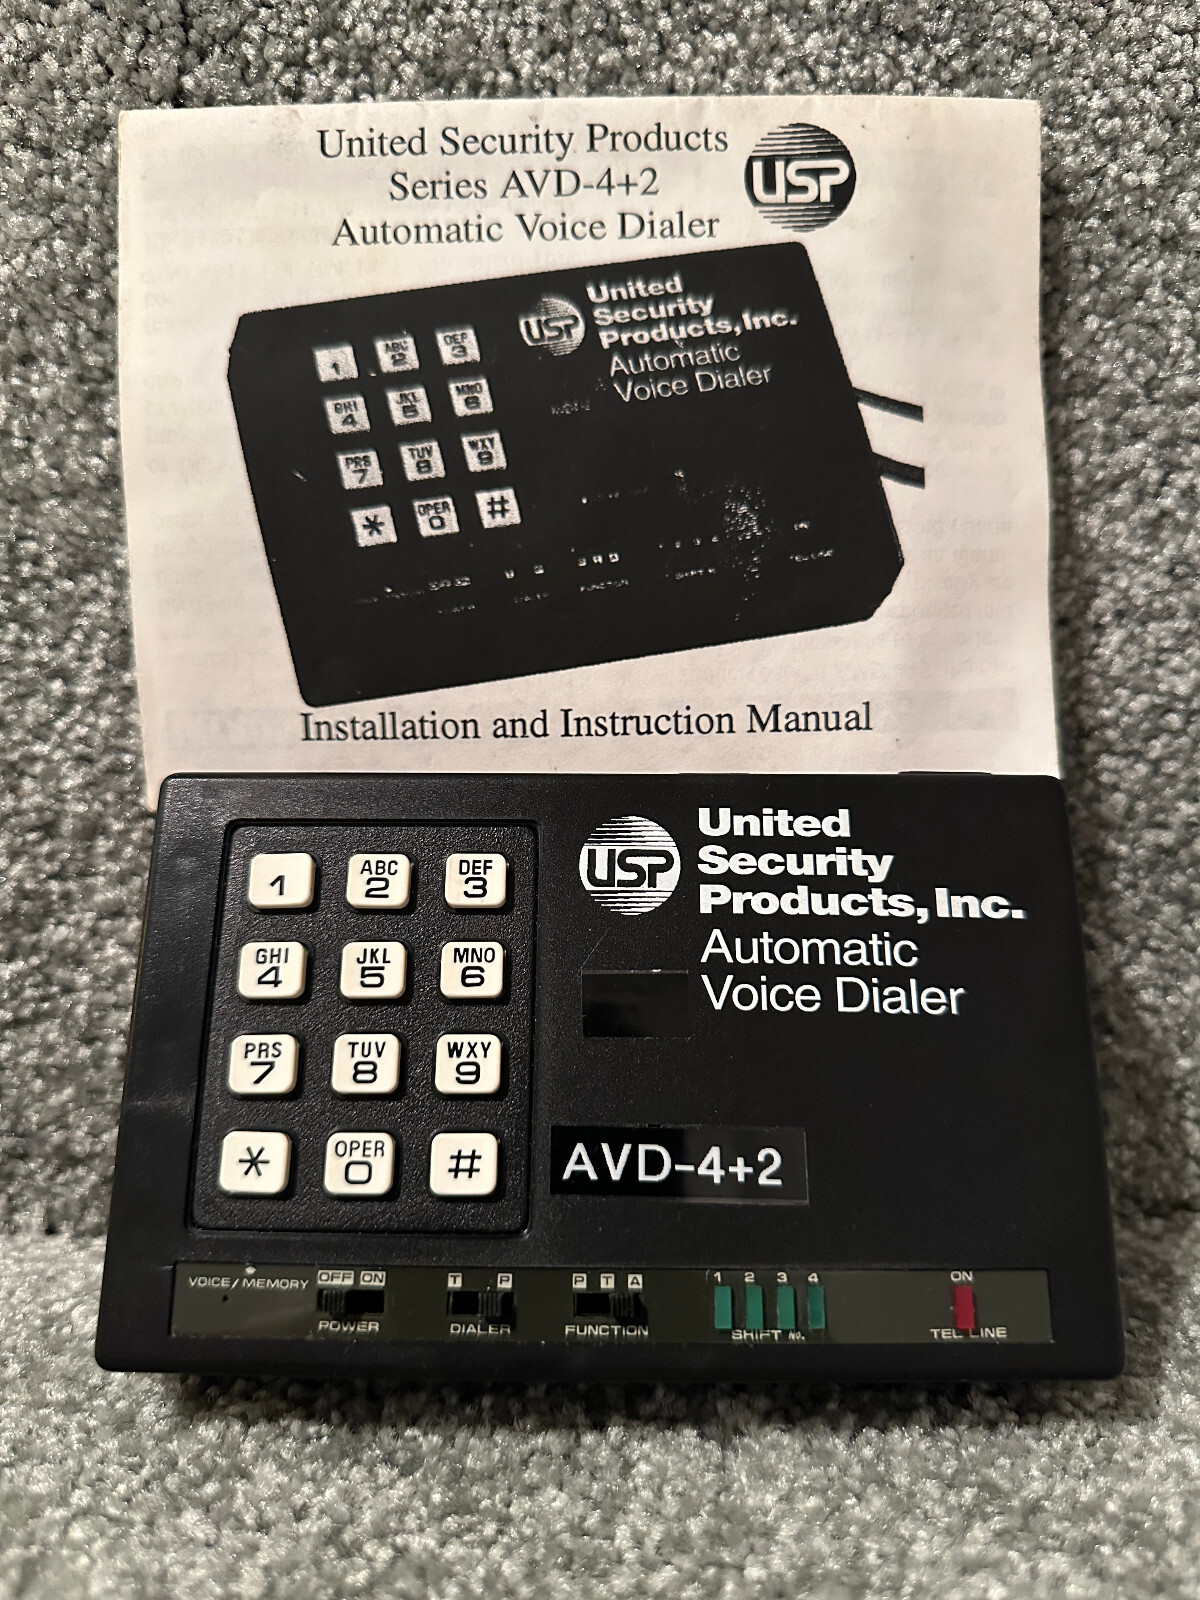 United Security Products
Series AVD-4+2
Automatic Voice Dialer
USP
USP
United
Security
Products, Inc.
Automatic
Voice Dialer
1 ABC 2 DEF 3
GHI 4 JKL 5 MNO 6
PRS 7 TUV 8 WXY 9
* OPER 0 #
FUNCTION
TEL LINE
Installation and Instruction Manual
USP
United
Security
Products, Inc.
Automatic
Voice Dialer
1 ABC 2 DEF 3
GHI 4 JKL 5 MNO 6
PRS 7 TUV 8 WXY 9
* OPER 0 #
AVD-4+2
VOICE/MEMORY OFF ON T P P T A 1 2 3 4 ON
POWER DIALER FUNCTION SHIFT No. TEL LINE